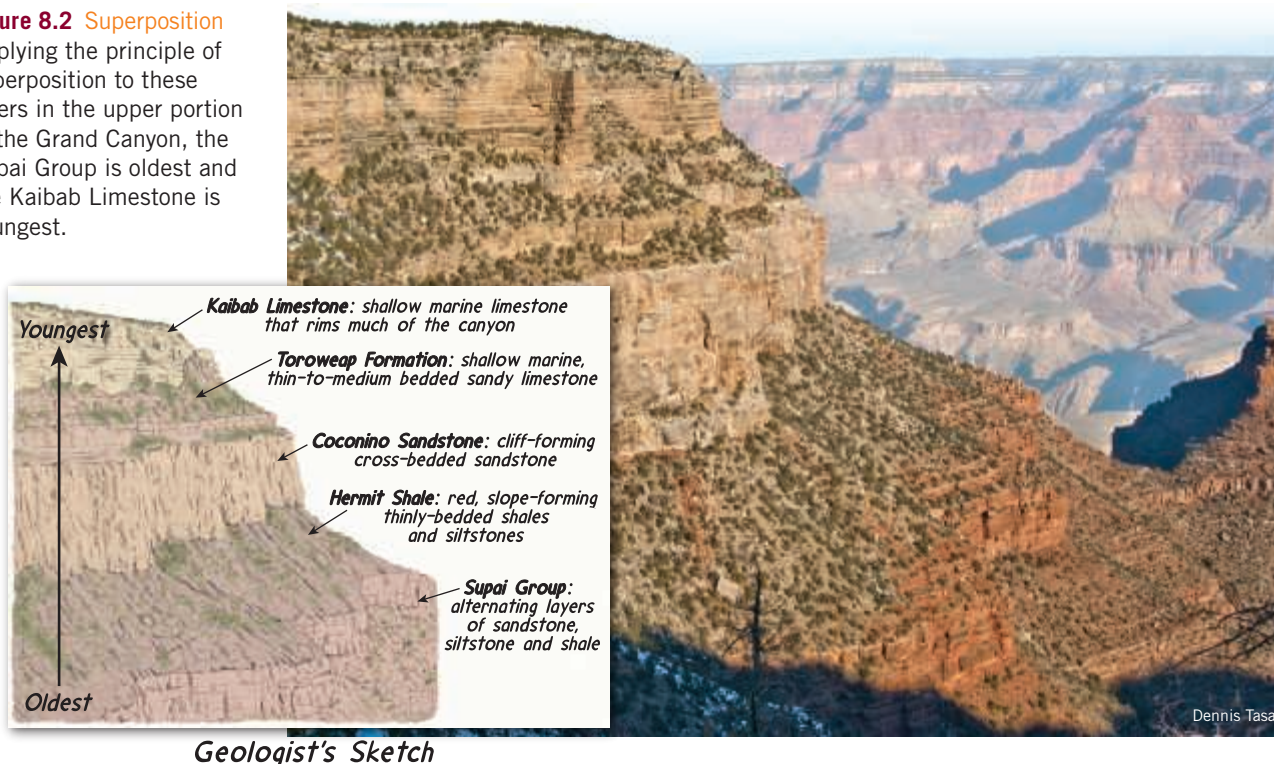 ure 8.2 Superposition
plying the principle of
perposition to these
ers in the upper portion
the Grand Canyon, the
pai Group is oldest and
e Kaibab Limestone is
ungest.
Youngest
Kaibab Limestone: shallow marine limestone
that rims much of the canyon
Toroweap Formation: shallow marine,
thin-to-medium bedded sandy limestone
Coconino Sandstone: cliff-forming
cross-bedded sandstone
Hermit Shale: red, slope-forming
thinly-bedded shales
and siltstones
Supai Group:
alternating layers
of sandstone,
siltstone and shale
Oldest
Geologist's Sketch
Dennis Tasa